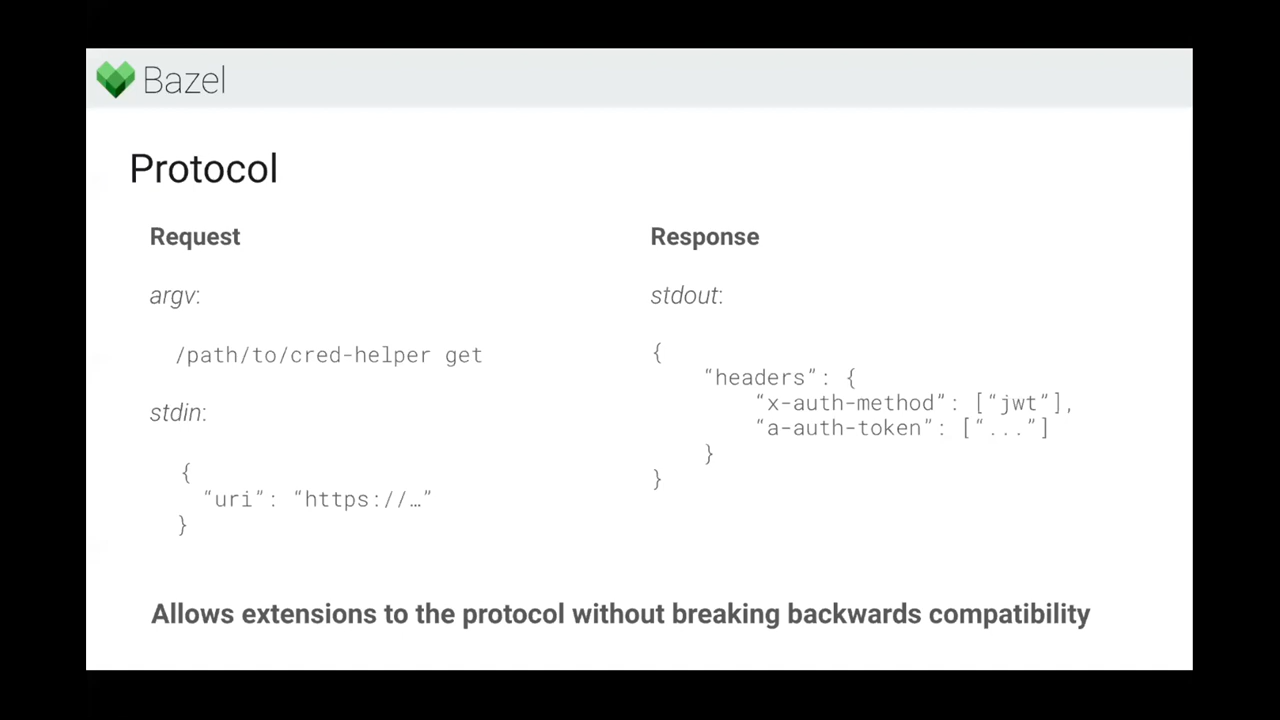 Bazel
Protocol
Request
argv:
/path/to/cred-helper get
stdin:
{
“uri”: “https://…”
}
Response
stdout:
{
“headers”: {
“x-auth-method”: [“jwt”],
“a-auth-token”: [“...”]
}
}
Allows extensions to the protocol without breaking backwards compatibility